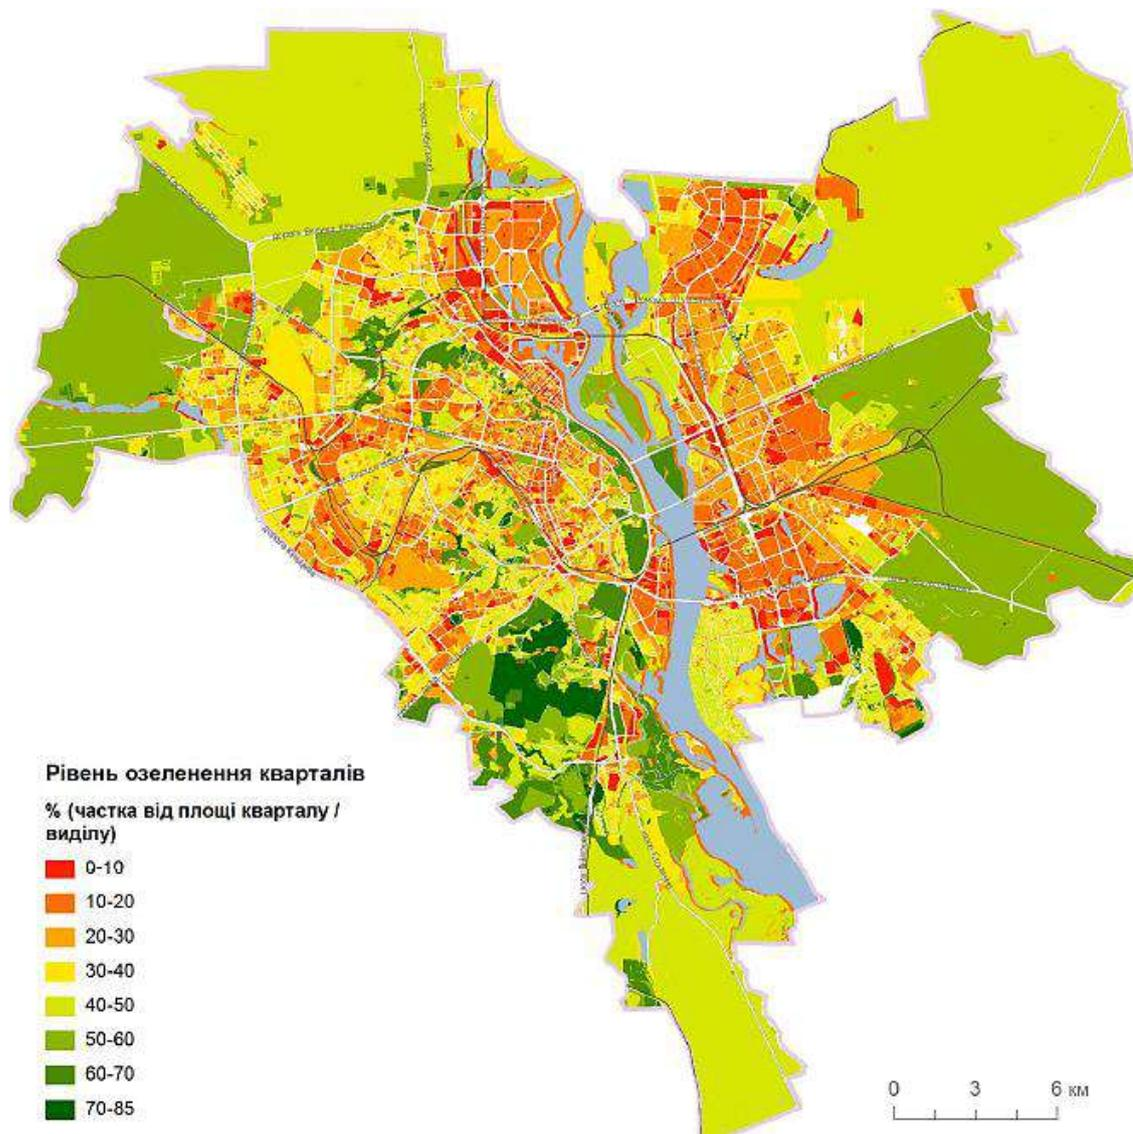 Рівень озеленення кварталів
% (частка від площі кварталу /
виділу)
0-10
10-20
20-30
30-40
40-50
50-60
60-70
70-85
0 3 6 км